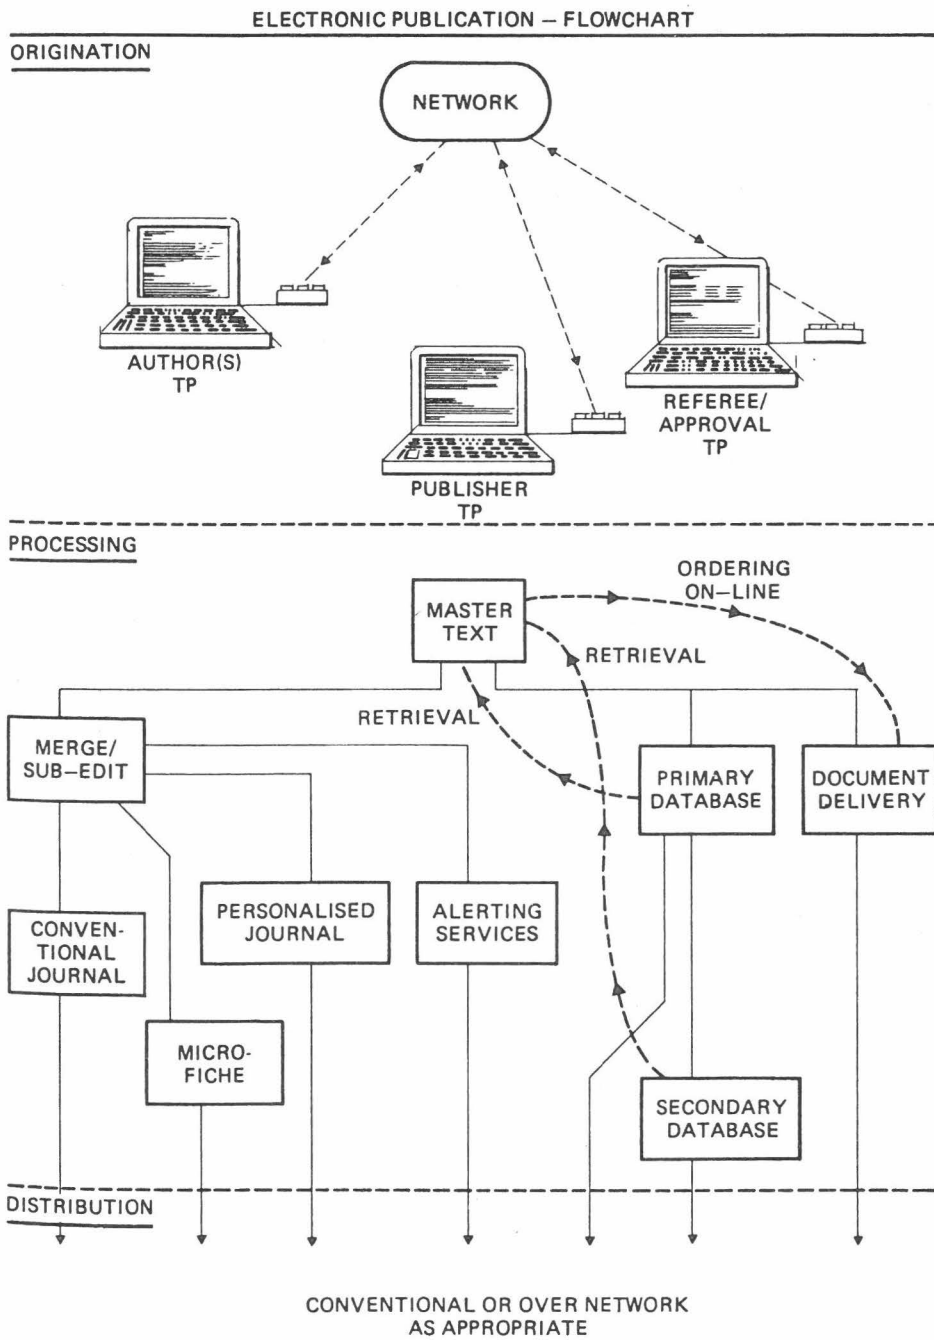 ELECTRONIC PUBLICATION – FLOWCHART
ORIGINATION
NETWORK
AUTHOR(S)
TP
REFEREE/
APPROVAL
TP
PUBLISHER
TP
PROCESSING
ORDERING
ON–LINE
MASTER
TEXT
RETRIEVAL
RETRIEVAL
MERGE/
SUB–EDIT
PRIMARY
DATABASE
DOCUMENT
DELIVERY
PERSONALISED
JOURNAL
ALERTING
SERVICES
CONVEN-
TIONAL
JOURNAL
MICRO-
FICHE
SECONDARY
DATABASE
DISTRIBUTION
CONVENTIONAL OR OVER NETWORK
AS APPROPRIATE